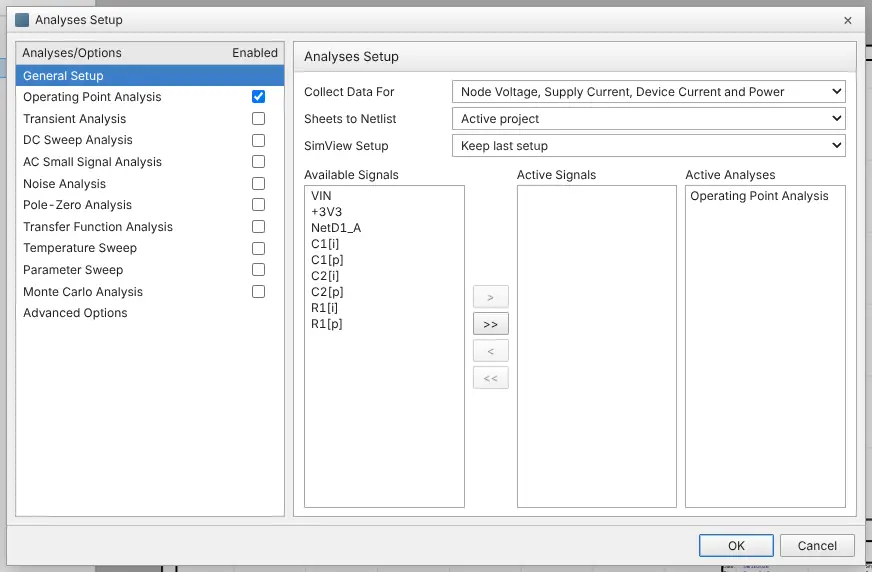 Analyses Setup
Analyses/Options Enabled
General Setup
Operating Point Analysis
Transient Analysis
DC Sweep Analysis
AC Small Signal Analysis
Noise Analysis
Pole-Zero Analysis
Transfer Function Analysis
Temperature Sweep
Parameter Sweep
Monte Carlo Analysis
Advanced Options
Analyses Setup
Collect Data For Node Voltage, Supply Current, Device Current and Power
Sheets to Netlist Active project
SimView Setup Keep last setup
Available Signals
VIN
+3V3
NetD1_A
C1[i]
C1[p]
C2[i]
C2[p]
R1[i]
R1[p]
>
>>
<
<<
Active Signals
Active Analyses
Operating Point Analysis
OK Cancel